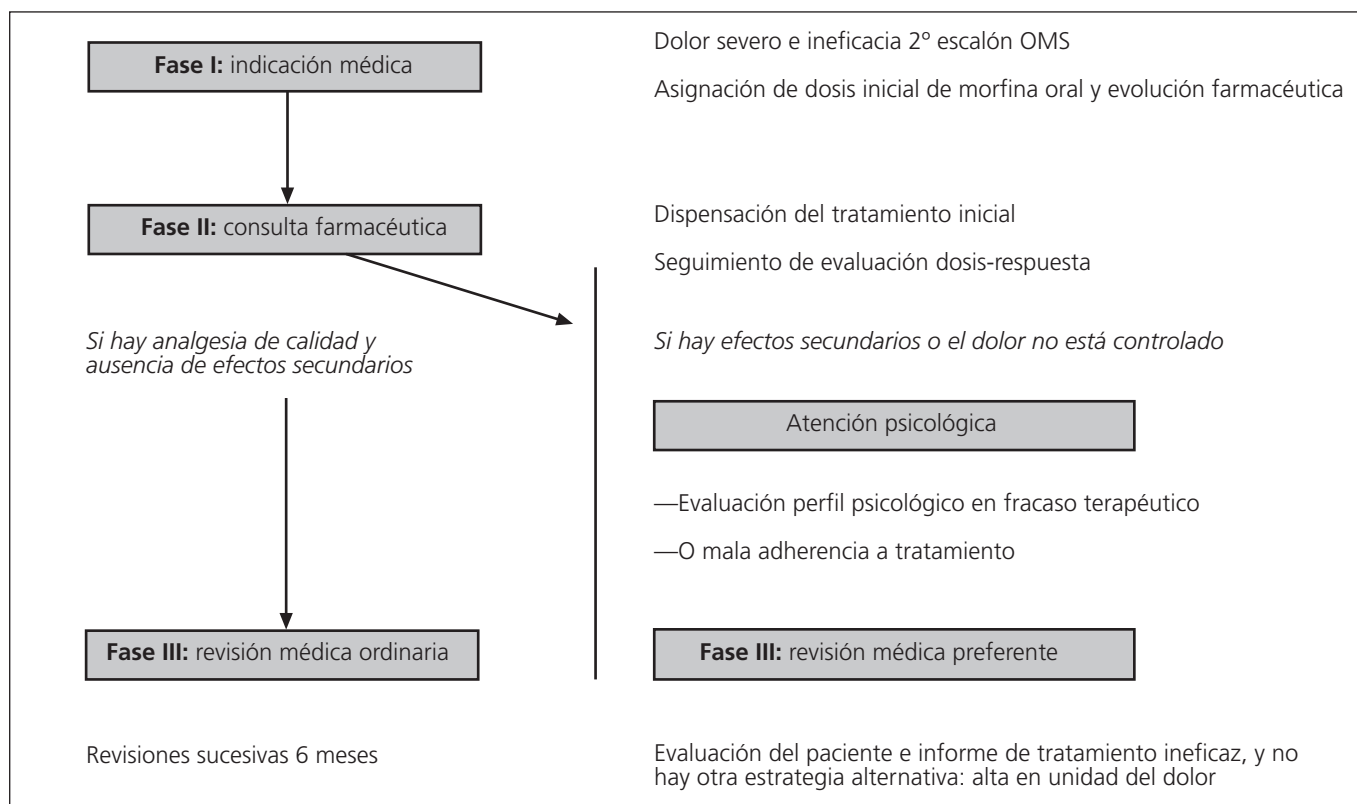 Fase I: indicación médica
Dolor severo e ineficacia 2º escalón OMS
Asignación de dosis inicial de morfina oral y evolución farmacéutica
Fase II: consulta farmacéutica
Dispensación del tratamiento inicial
Seguimiento de evaluación dosis-respuesta
Si hay analgesia de calidad y
ausencia de efectos secundarios
Si hay efectos secundarios o el dolor no está controlado
Atención psicológica
—Evaluación perfil psicológico en fracaso terapéutico
—O mala adherencia a tratamiento
Fase III: revisión médica ordinaria
Fase III: revisión médica preferente
Revisiones sucesivas 6 meses
Evaluación del paciente e informe de tratamiento ineficaz, y no
hay otra estrategia alternativa: alta en unidad del dolor